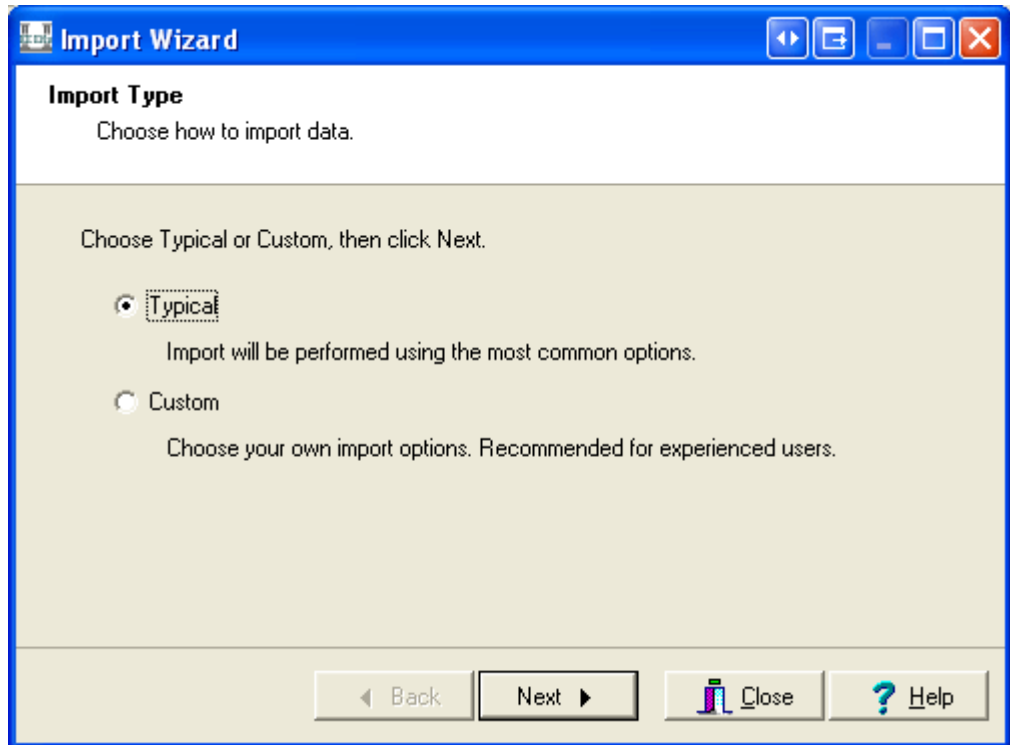 Import Wizard
Import Type
Choose how to import data.
Choose Typical or Custom, then click Next.
Typical
Import will be performed using the most common options.
Custom
Choose your own import options. Recommended for experienced users.
Back Next Close Help